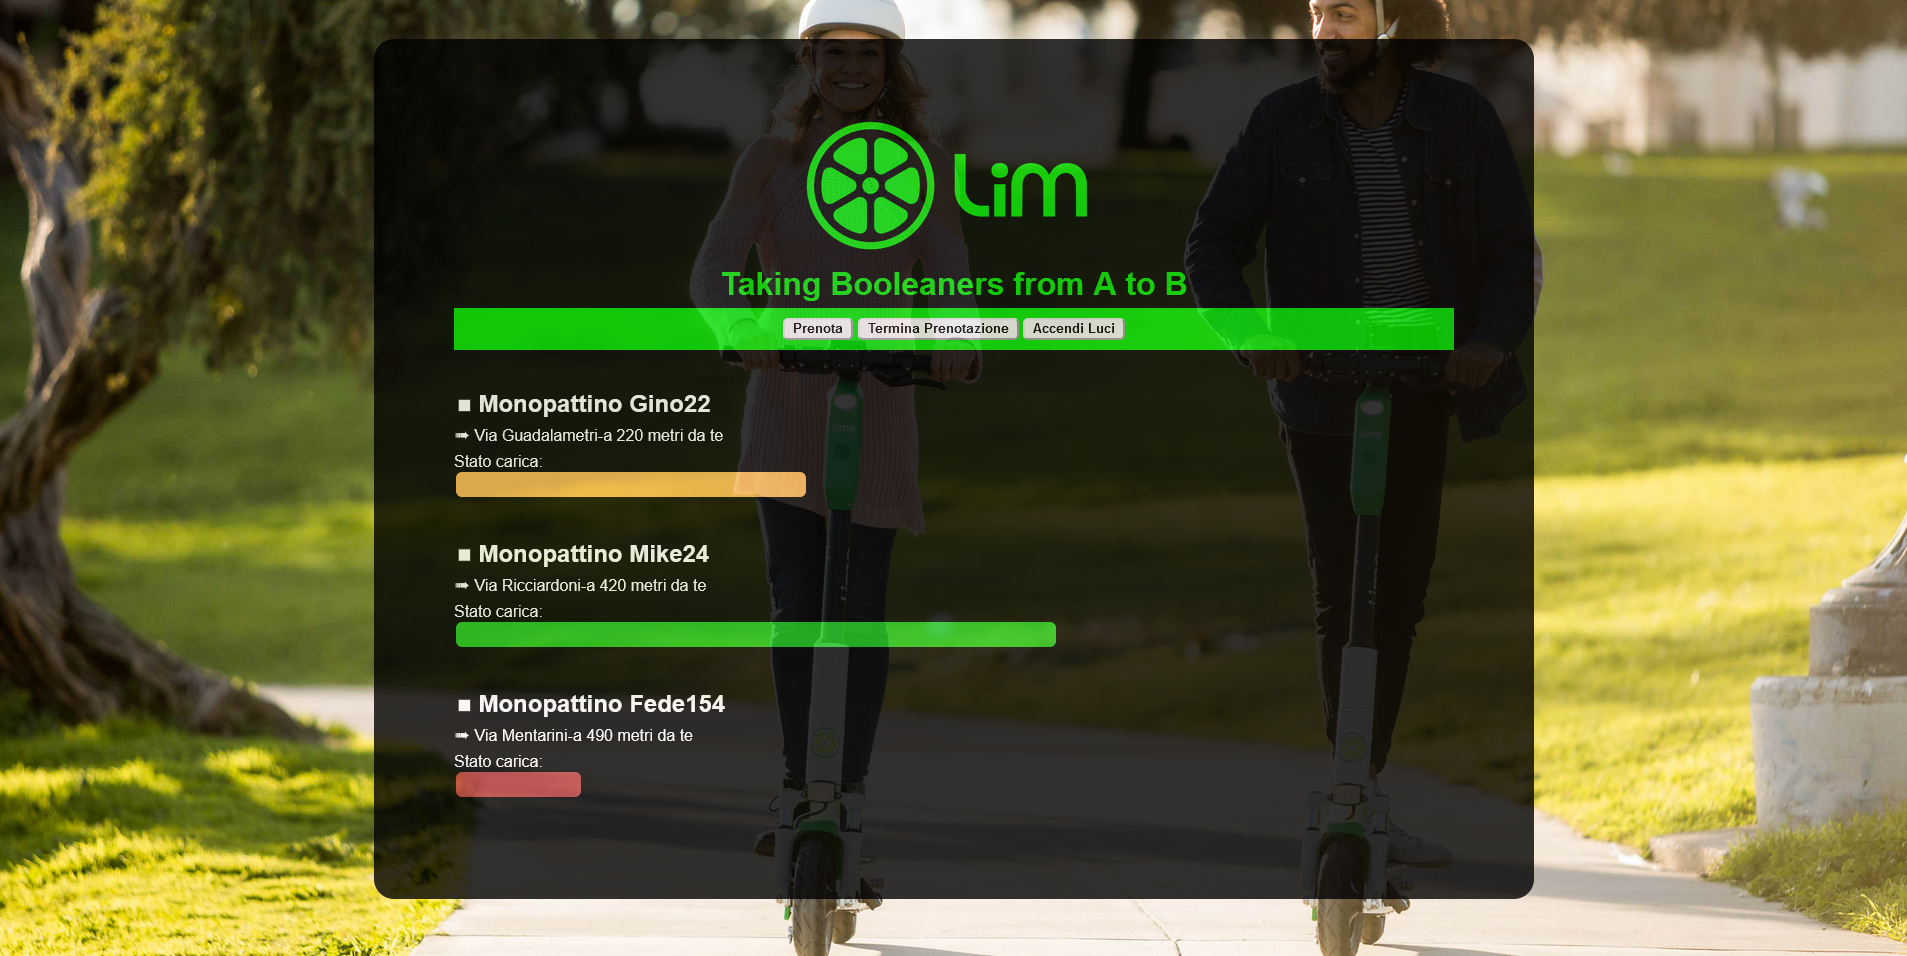 Lim
Taking Booleaners from A to B
Prenota Termina Prenotazione Accendi Luci
■ Monopattino Gino22
➠ Via Guadalametri-a 220 metri da te
Stato carica:
■ Monopattino Mike24
➠ Via Ricciardoni-a 420 metri da te
Stato carica:
■ Monopattino Fede154
➠ Via Mentarini-a 490 metri da te
Stato carica:
Lime
Lime